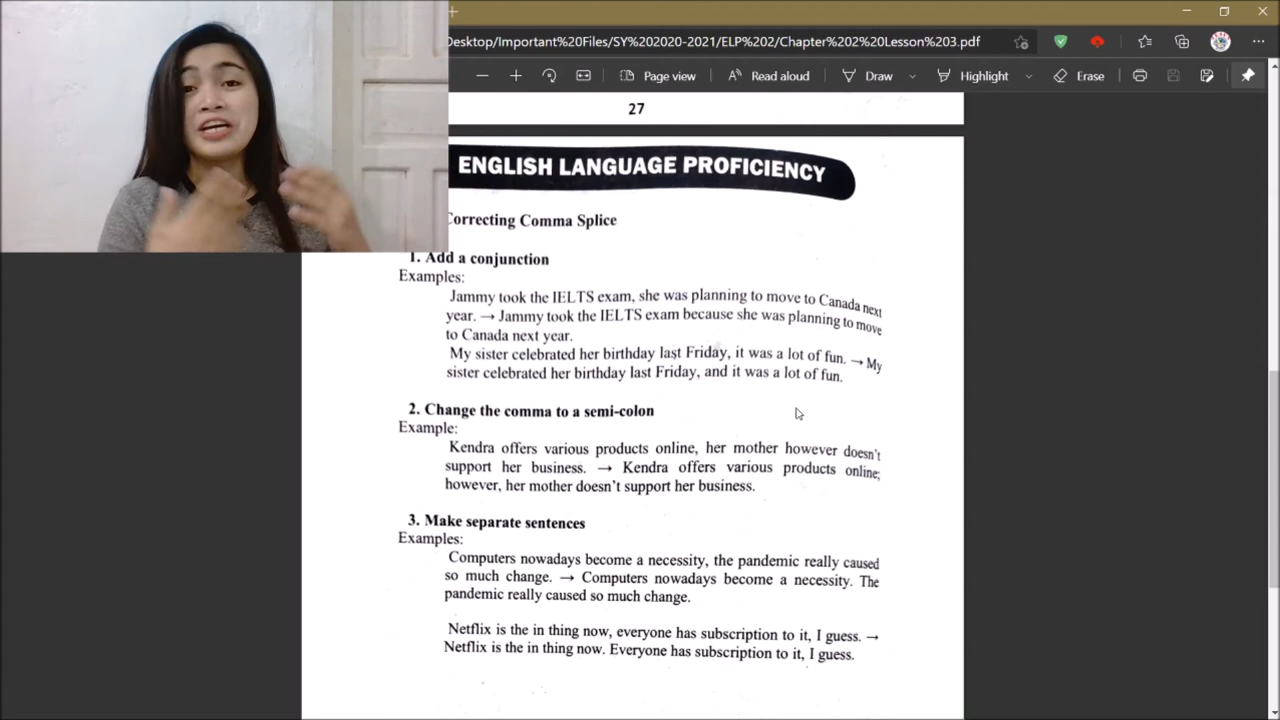 Desktop/Important%20Files/SY%202020-2021/ELP%202/Chapter%202%20Lesson%203.pdf
Page view
Read aloud
Draw
Highlight
Erase
27
ENGLISH LANGUAGE PROFICIENCY
Correcting Comma Splice
1. Add a conjunction
Examples:
Jammy took the IELTS exam, she was planning to move to Canada next
year. → Jammy took the IELTS exam because she was planning to move
to Canada next year.
My sister celebrated her birthday last Friday, it was a lot of fun. → My
sister celebrated her birthday last Friday, and it was a lot of fun.
2. Change the comma to a semi-colon
Example:
Kendra offers various products online, her mother however doesn't
support her business. → Kendra offers various products online;
however, her mother doesn't support her business.
3. Make separate sentences
Examples:
Computers nowadays become a necessity, the pandemic really caused
so much change. → Computers nowadays become a necessity. The
pandemic really caused so much change.
Netflix is the in thing now, everyone has subscription to it, I guess. →
Netflix is the in thing now. Everyone has subscription to it, I guess.